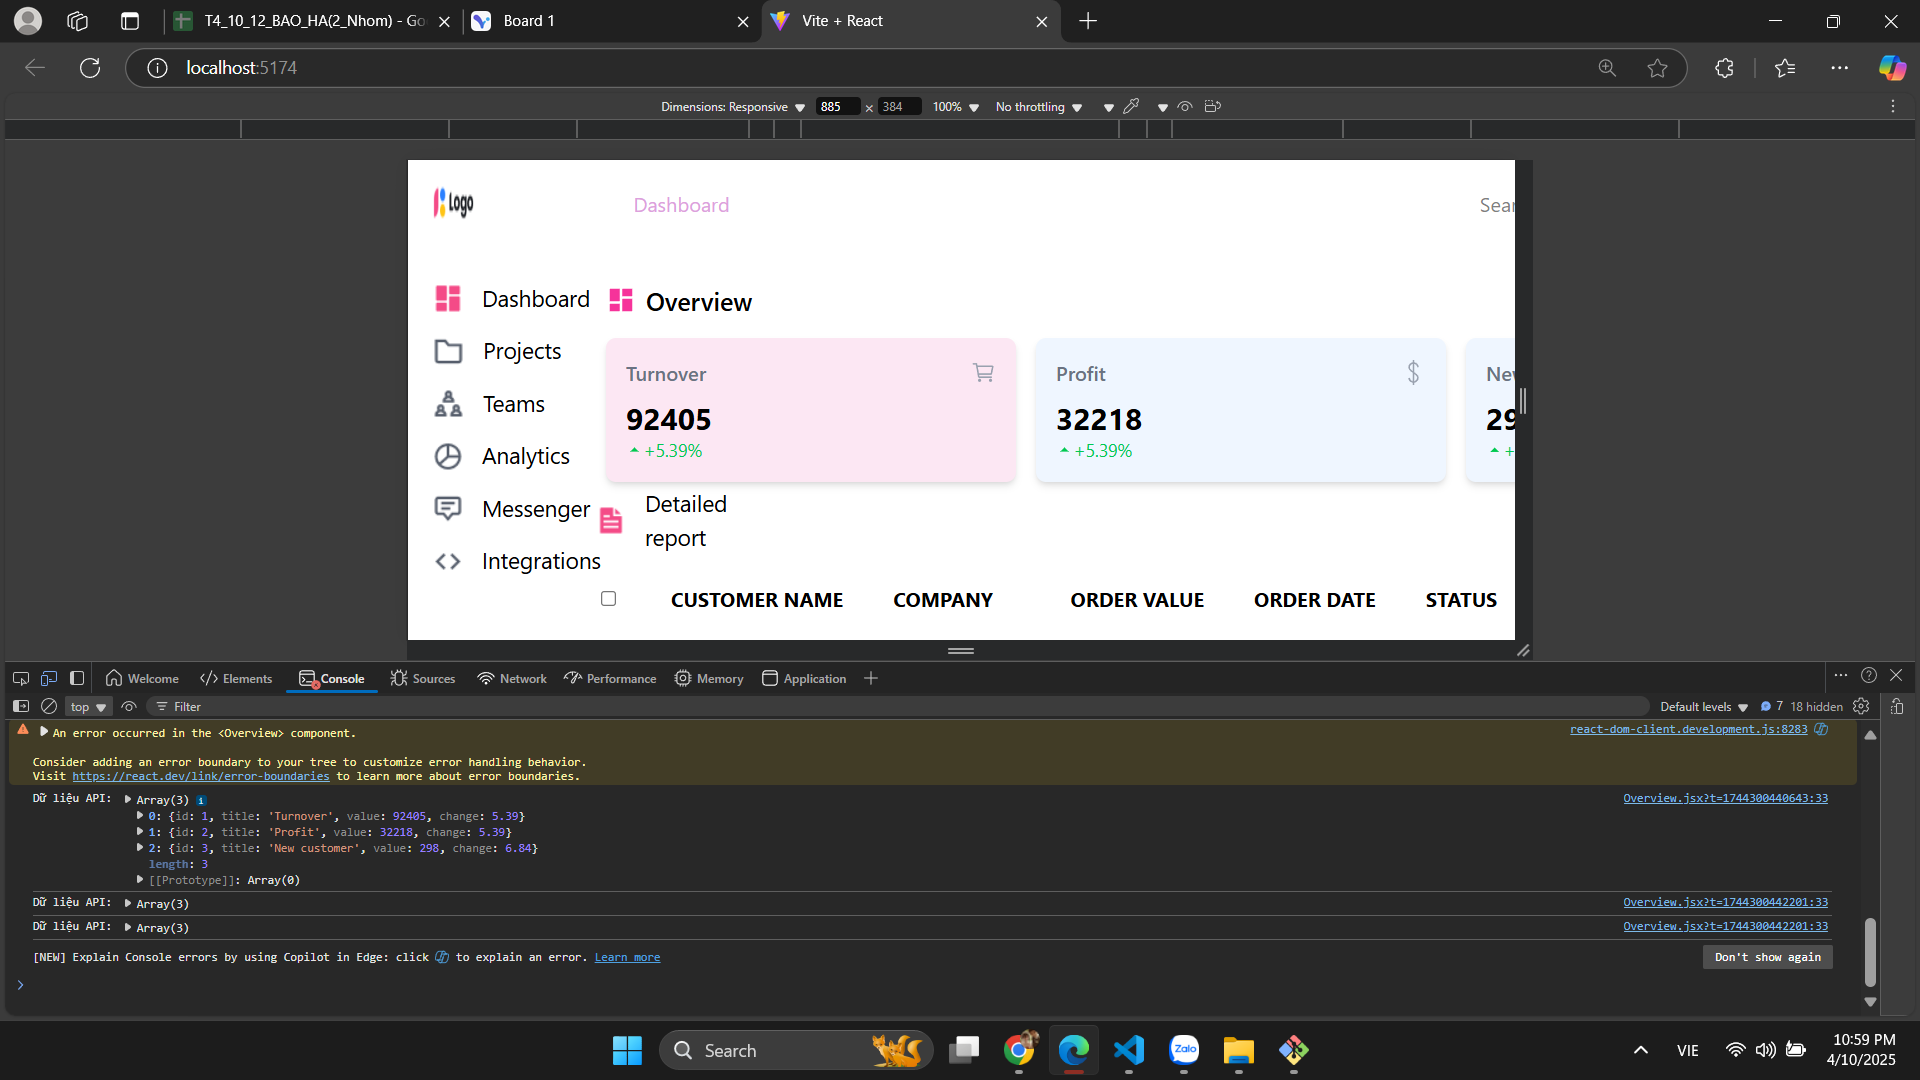 T4_10_12_BAO_HA(2_Nhom) - Go
Board 1
Vite + React
localhost:5174
Dimensions: Responsive 885 × 384 100% No throttling
Logo
Dashboard
Sear
Dashboard
Projects
Teams
Analytics
Messenger
Integrations
Overview
Turnover
92405
+5.39%
Profit
32218
+5.39%
Nev
29
+
Detailed
report
CUSTOMER NAME COMPANY ORDER VALUE ORDER DATE STATUS
Welcome Elements Console Sources Network Performance Memory Application
top Filter Default levels 7 18 hidden
An error occurred in the <Overview> component. react-dom-client.development.js:8283
Consider adding an error boundary to your tree to customize error handling behavior.
Visit https://react.dev/link/error-boundaries to learn more about error boundaries.
Dữ liệu API: Array(3) i Overview.jsx?t=1744300440643:33
0: {id: 1, title: 'Turnover', value: 92405, change: 5.39}
1: {id: 2, title: 'Profit', value: 32218, change: 5.39}
2: {id: 3, title: 'New customer', value: 298, change: 6.84}
length: 3
[[Prototype]]: Array(0)
Dữ liệu API: Array(3) Overview.jsx?t=1744300442201:33
Dữ liệu API: Array(3) Overview.jsx?t=1744300442201:33
[NEW] Explain Console errors by using Copilot in Edge: click to explain an error. Learn more Don't show again
Search
Zalo
VIE
10:59 PM
4/10/2025